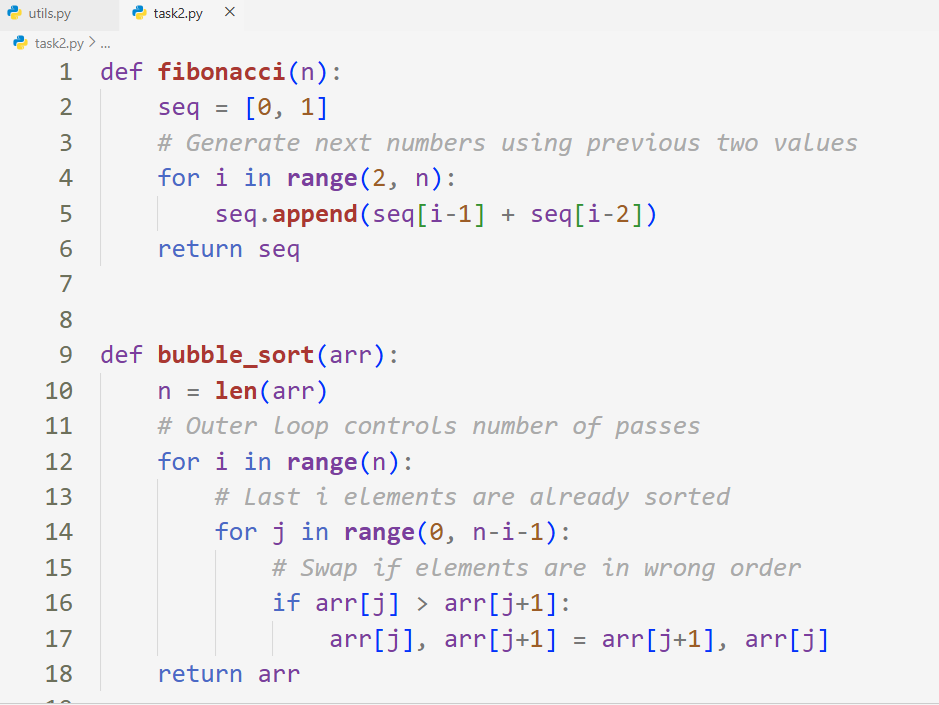 utils.py
task2.py ×
task2.py > ...
1 def fibonacci(n):
2     seq = [0, 1]
3     # Generate next numbers using previous two values
4     for i in range(2, n):
5         seq.append(seq[i-1] + seq[i-2])
6     return seq
7
8
9 def bubble_sort(arr):
10     n = len(arr)
11     # Outer loop controls number of passes
12     for i in range(n):
13         # Last i elements are already sorted
14         for j in range(0, n-i-1):
15             # Swap if elements are in wrong order
16             if arr[j] > arr[j+1]:
17                 arr[j], arr[j+1] = arr[j+1], arr[j]
18     return arr